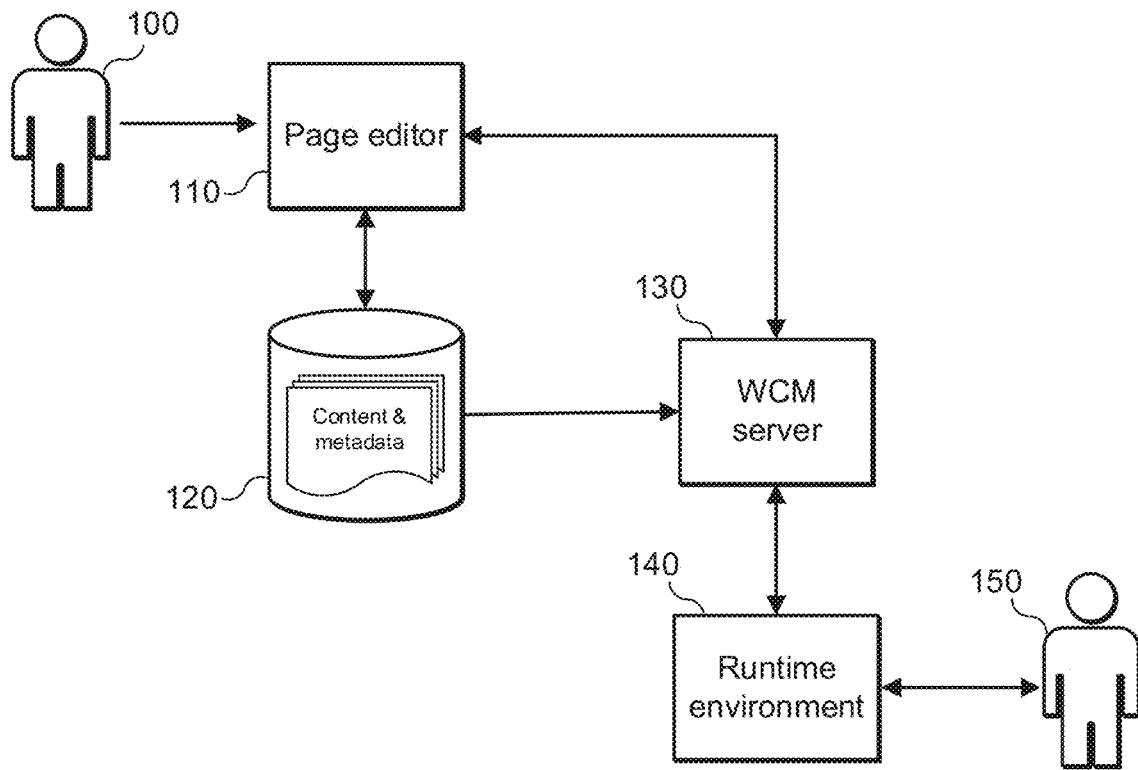 100
Page editor
110
130
WCM
server
Content &
metadata
120
140
150
Runtime
environment